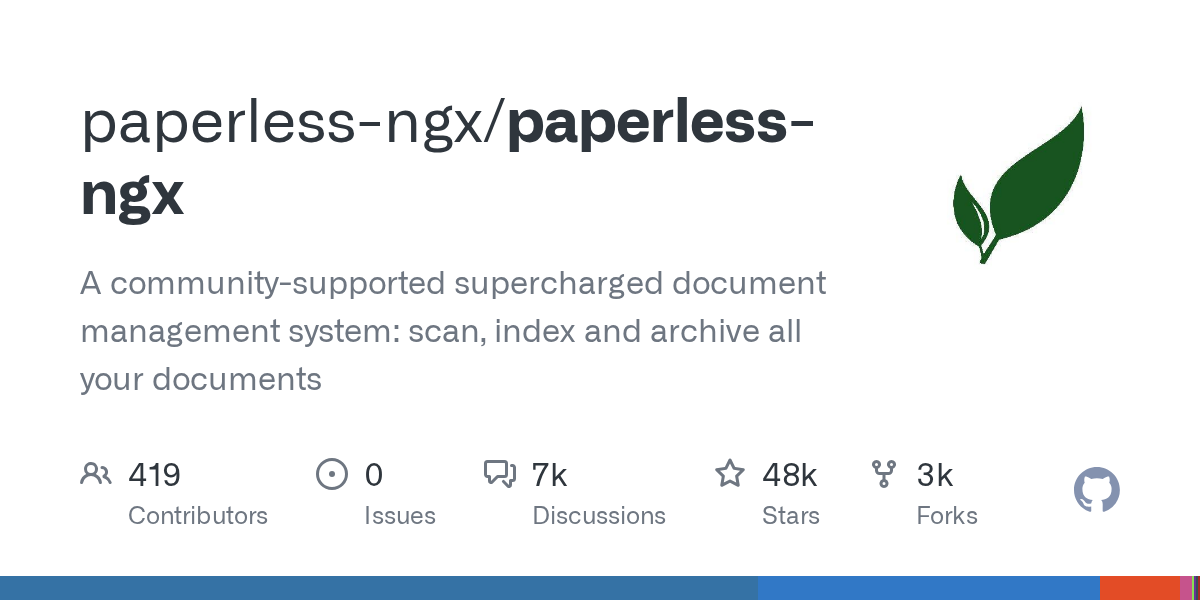 paperless-ngx/paperless-
ngx
A community-supported supercharged document
management system: scan, index and archive all
your documents
419 0 7k 48k 3k
Contributors Issues Discussions Stars Forks